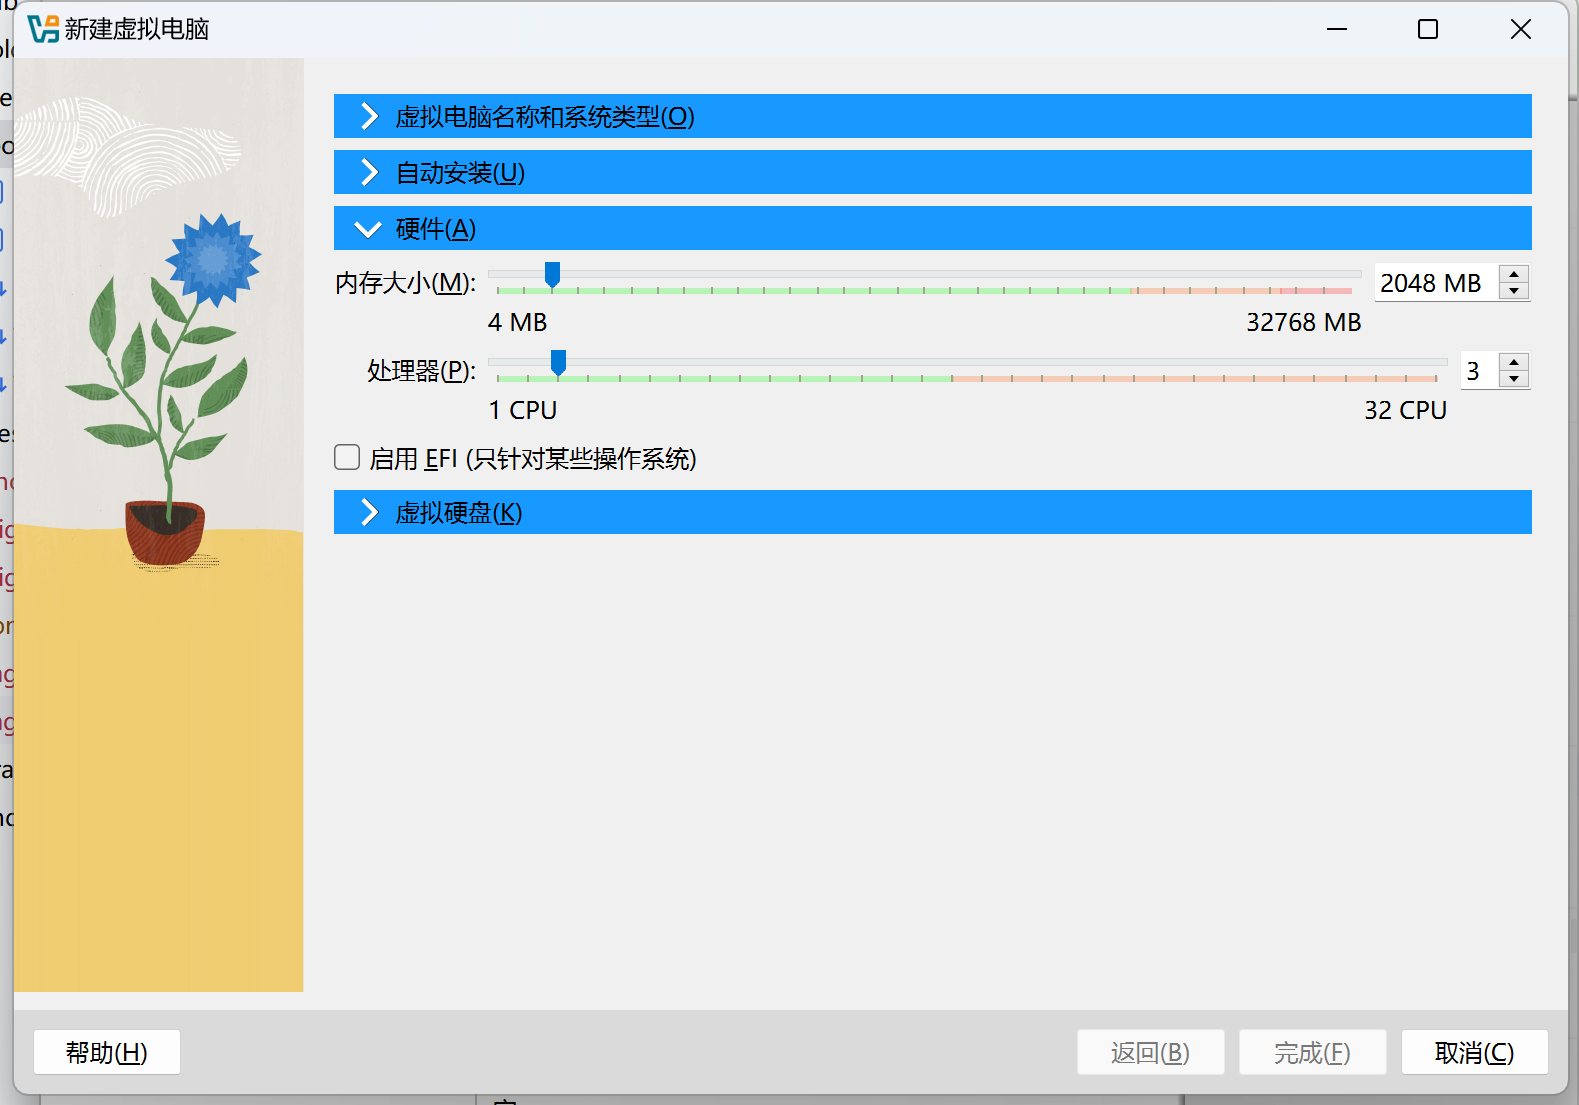 新建虚拟电脑
虚拟电脑名称和系统类型(O)
自动安装(U)
硬件(A)
内存大小(M):
2048 MB
4 MB
32768 MB
处理器(P):
3
1 CPU
32 CPU
启用 EFI (只针对某些操作系统)
虚拟硬盘(K)
帮助(H)
返回(B)
完成(F)
取消(C)